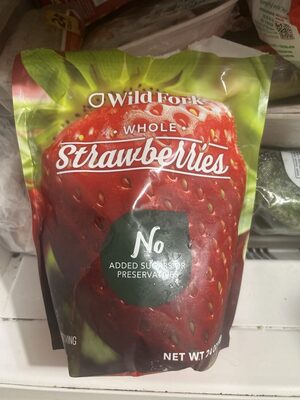 Wild Fork
WHOLE
Strawberries
No
ADDED SUGARS OR
PRESERVATIVES
NET WT.